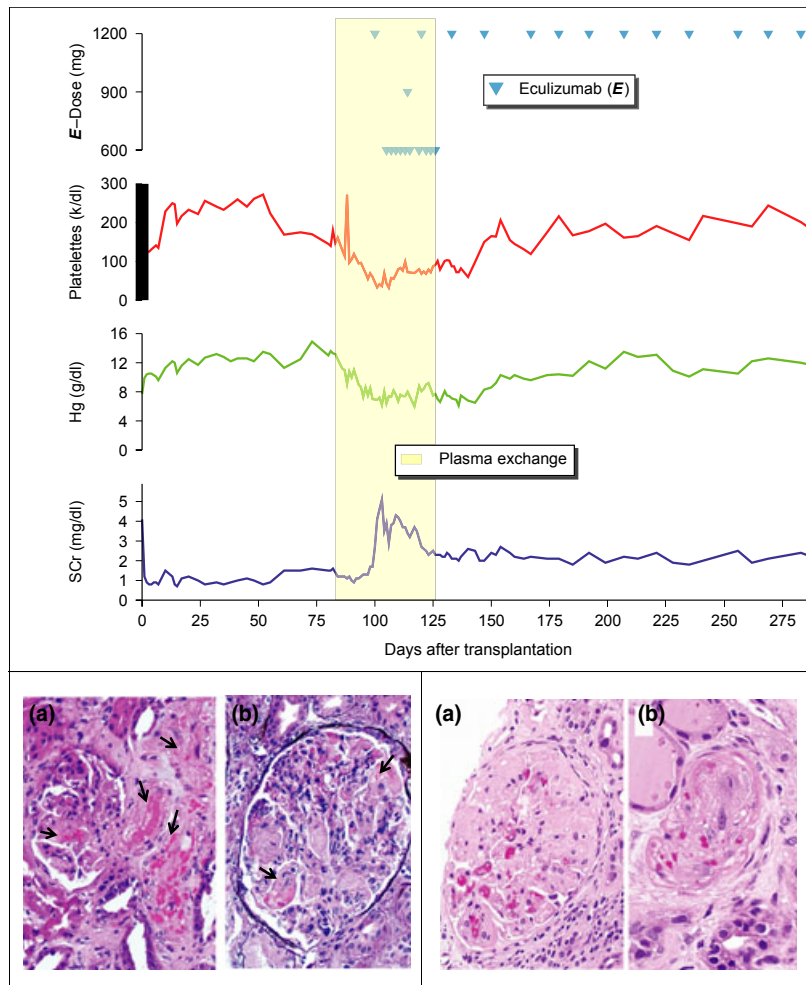 1200
900
600
E–Dose (mg)
Eculizumab (E)
300
200
100
0
Platelettes (k/dl)
16
12
8
4
0
Hg (g/dl)
Plasma exchange
5
4
3
2
1
0
SCr (mg/dl)
0 25 50 75 100 125 150 175 200 225 250 275
Days after transplantation
(a) (b) (a) (b)